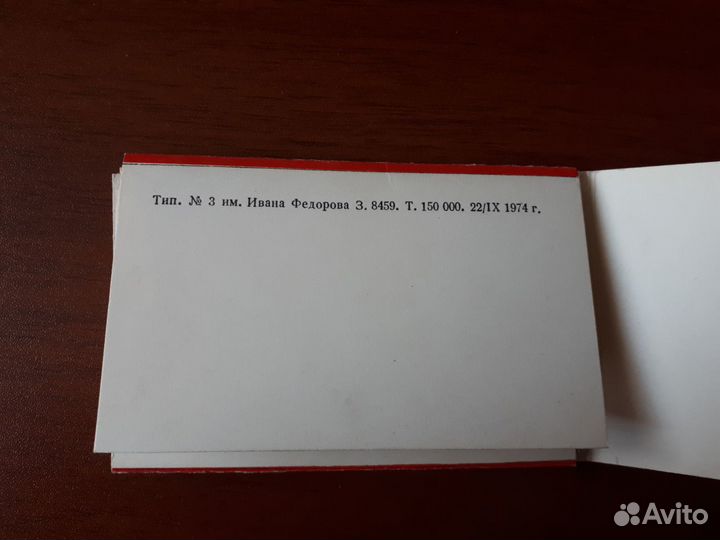 Тип. № 3 им. Ивана Федорова З. 8459. Т. 150 000. 22/IX 1974 г.
Avito